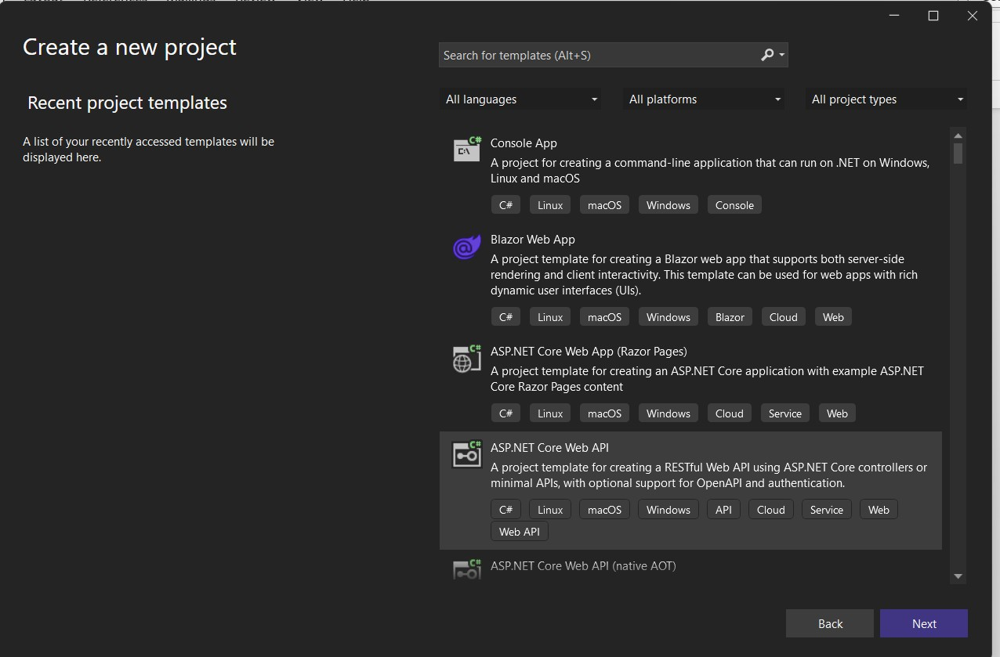 Create a new project
Search for templates (Alt+S)
Recent project templates
All languages
All platforms
All project types
A list of your recently accessed templates will be
displayed here.
C#
C:\
Console App
A project for creating a command-line application that can run on .NET on Windows,
Linux and macOS
C# Linux macOS Windows Console
Blazor Web App
A project template for creating a Blazor web app that supports both server-side
rendering and client interactivity. This template can be used for web apps with rich
dynamic user interfaces (UIs).
C# Linux macOS Windows Blazor Cloud Web
C#
ASP.NET Core Web App (Razor Pages)
A project template for creating an ASP.NET Core application with example ASP.NET
Core Razor Pages content
C# Linux macOS Windows Cloud Service Web
C#
ASP.NET Core Web API
A project template for creating a RESTful Web API using ASP.NET Core controllers or
minimal APIs, with optional support for OpenAPI and authentication.
C# Linux macOS Windows API Cloud Service Web
Web API
C#
ASP.NET Core Web API (native AOT)
Back
Next